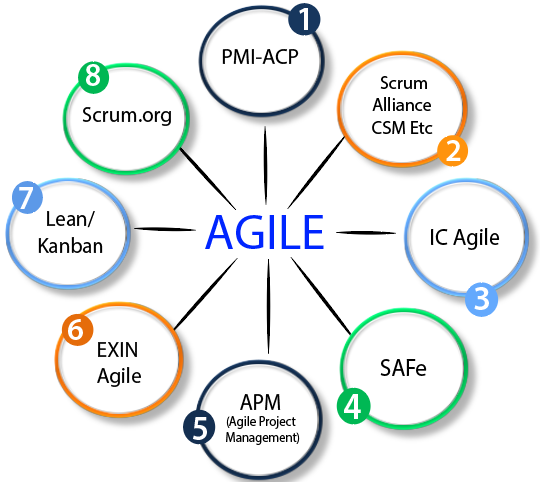 1
PMI-ACP
Scrum
Alliance
CSM Etc
2
IC Agile
3
SAFe
4
APM
(Agile Project
Management)
5
EXIN
Agile
6
Lean/
Kanban
7
Scrum.org
8
AGILE